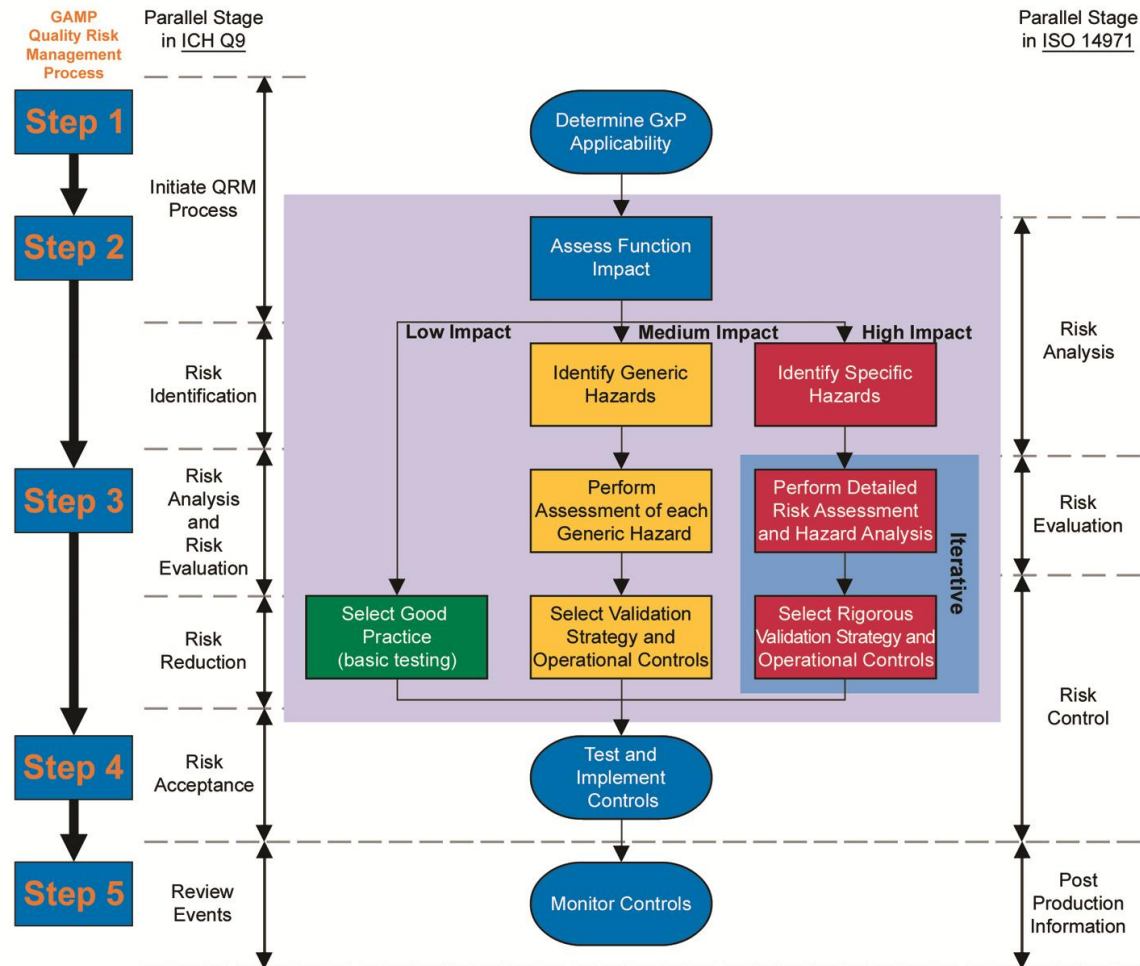 GAMP
Quality Risk
Management
Process
Parallel Stage
in ICH Q9
Parallel Stage
in ISO 14971
Step 1
Determine GxP
Applicability
Initiate QRM
Process
Step 2
Assess Function
Impact
Low Impact
Medium Impact
High Impact
Risk
Analysis
Risk
Identification
Identify Generic
Hazards
Identify Specific
Hazards
Step 3
Risk
Analysis
and
Risk
Evaluation
Perform
Assessment of each
Generic Hazard
Perform Detailed
Risk Assessment
and Hazard Analysis
Iterative
Risk
Evaluation
Risk
Reduction
Select Good
Practice
(basic testing)
Select Validation
Strategy and
Operational Controls
Select Rigorous
Validation Strategy and
Operational Controls
Risk
Control
Step 4
Risk
Acceptance
Test and
Implement
Controls
Step 5
Review
Events
Monitor Controls
Post
Production
Information